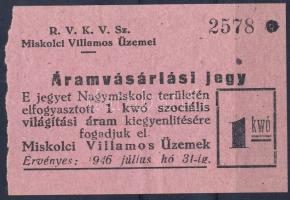 R. V. K. V. Sz.
Miskolci Villamos Üzemei
2578
Áramvásárlási jegy
E jegyet Nagymiskolc területén
elfogyasztott 1 kwó szociális
világítási áram kiegyenlítésére
fogadjuk el
Miskolci Villamos Üzemek
Érvényes: 1946 július hó 31-ig.
1 kwó